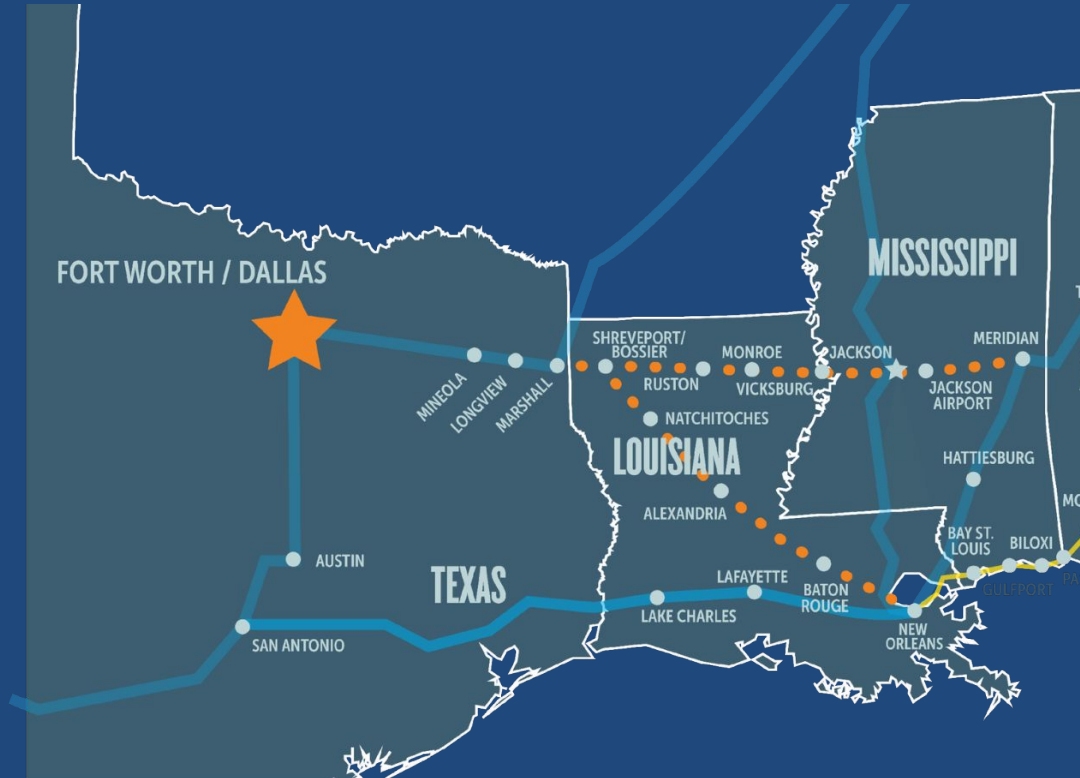 FORT WORTH / DALLAS
MISSISSIPPI
SHREVEPORT/
BOSSIER
MONROE
JACKSON
MERIDIAN
MINEOLA
LONGVIEW
MARSHALL
RUSTON
VICKSBURG
JACKSON
AIRPORT
NATCHITOCHES
LOUISIANA
HATTIESBURG
ALEXANDRIA
BAY ST.
LOUIS
BILOXI
GULFPORT
AUSTIN
TEXAS
LAFAYETTE
BATON
ROUGE
LAKE CHARLES
NEW
ORLEANS
SAN ANTONIO